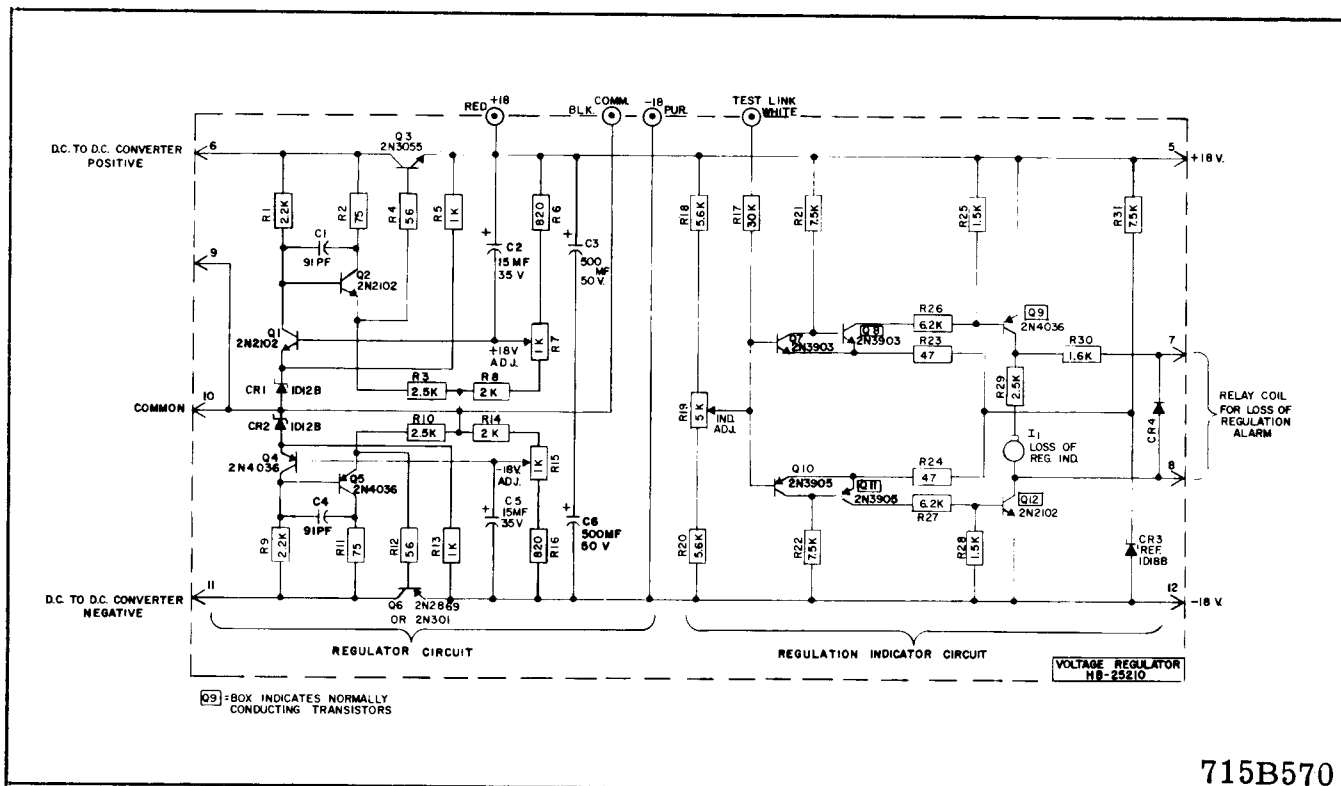 RED
+18
BLK.
COMM.
-18
PUR.
TEST LINK
WHITE
D.C. TO D.C. CONVERTER
POSITIVE
6
Q3
2N3055
5
+18 V.
R1
2.2K
R2
75
R4
56
R5
1K
820
R6
R18
5.6K
R17
30K
R21
7.5K
R25
1.5K
R31
7.5K
C1
91PF
+
C2
15MF
35V
+
C3
500
MF
50V.
9
Q2
2N2102
Q1
2N2102
+18V
ADJ.
1K
R7
Q7
2N3903
Q8
2N3903
R26
6.2K
R23
47
Q9
2N4036
R30
1.6K
7
R29
2.5K
CR1
1D12B
R3
2.5K
R8
2K
10
COMMON
CR2
1D12B
R10
2.5K
R14
2K
R19
5K
IND.
ADJ.
CR4
RELAY COIL
FOR LOSS OF
REGULATION
ALARM
I1
LOSS OF
REG. IND.
Q4
2N4036
Q5
2N4036
-18V.
ADJ.
1K
R15
Q10
2N3905
Q11
2N3905
R24
47
6.2K
R27
8
Q12
2N2102
C4
91PF
+
C5
15MF
35V
+
C6
500MF
50 V
R9
2.2K
R11
75
R12
56
R13
1K
820
R16
R20
5.6K
R22
7.5K
R28
1.5K
CR3
REF.
1D18B
11
D.C. TO D.C. CONVERTER
NEGATIVE
Q6
2N2869
OR 2N301
12
-18 V.
REGULATOR CIRCUIT
REGULATION INDICATOR CIRCUIT
VOLTAGE REGULATOR
HB-25210
Q9 =BOX INDICATES NORMALLY
CONDUCTING TRANSISTORS
715B570